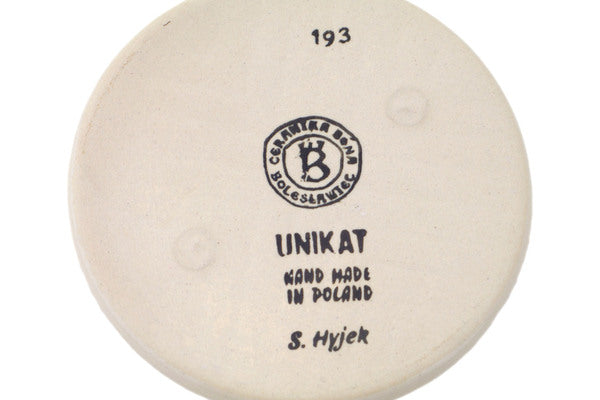 193
CERAMIKA BONA
B
BOLESŁAWIEC
UNIKAT
HAND MADE
IN POLAND
S. Hyjek